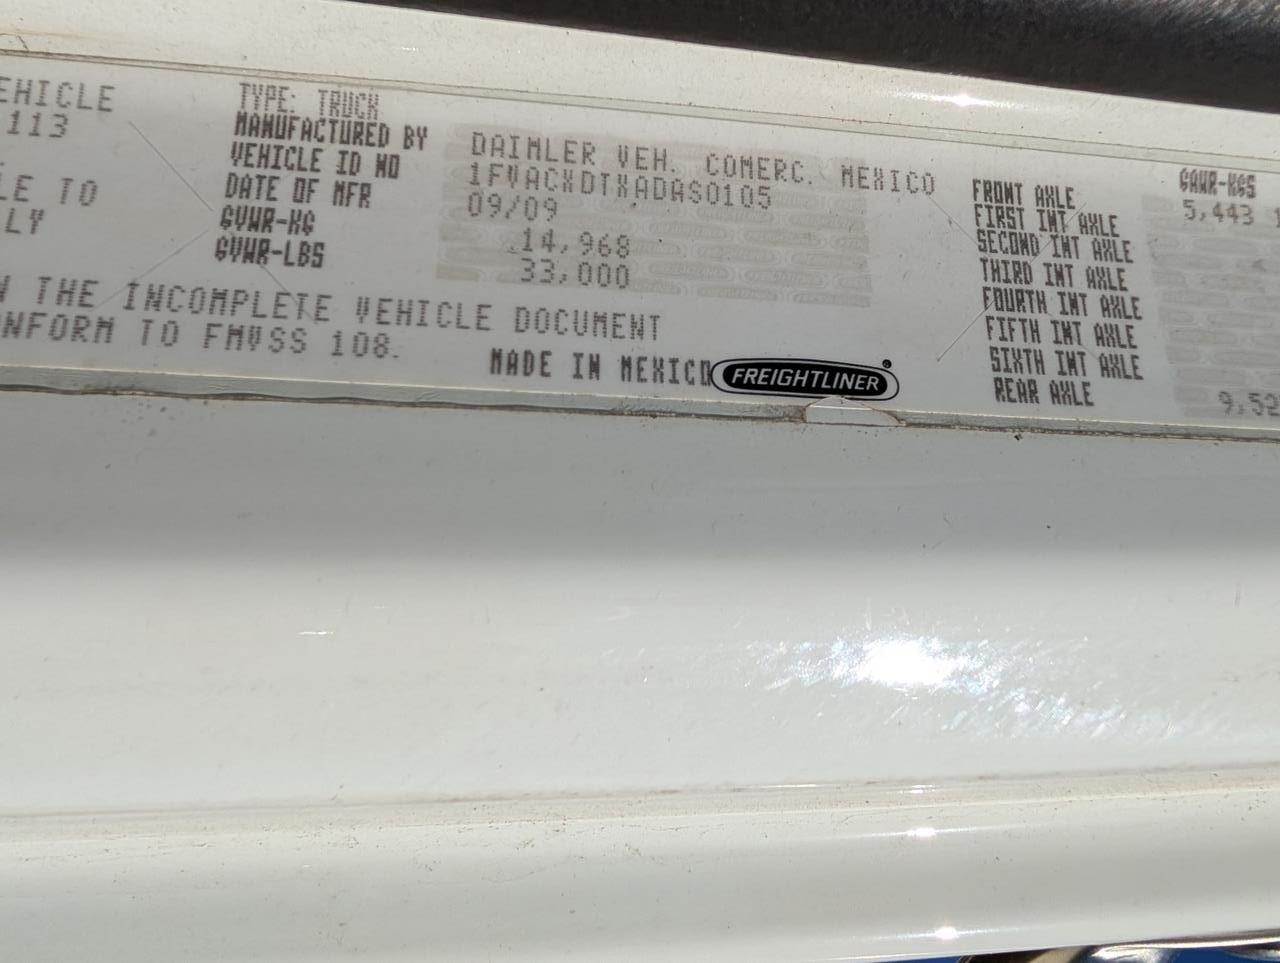 EHICLE
113
LE TO
LY
TYPE: TRUCK
MANUFACTURED BY DAIMLER VEH. COMERC. MEXICO
VEHICLE ID NO 1FVACXDTXADAS0105
DATE OF MFR 09/09
GVWR-KG 14,968
GVWR-LBS 33,000
N THE INCOMPLETE VEHICLE DOCUMENT
ONFORM TO FMVSS 108.
MADE IN MEXICO
FREIGHTLINER
GAWR-KGS
FRONT AXLE 5,443
FIRST INT AXLE
SECOND INT AXLE
THIRD INT AXLE
FOURTH INT AXLE
FIFTH INT AXLE
SIXTH INT AXLE
REAR AXLE 9,52